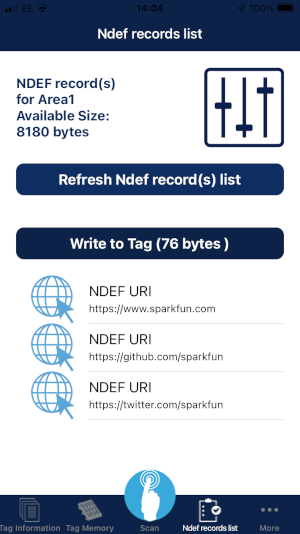 EE 14:04 100%
Ndef records list
NDEF record(s)
for Area1
Available Size:
8180 bytes
Refresh Ndef record(s) list
Write to Tag (76 bytes )
NDEF URI
https://www.sparkfun.com
NDEF URI
https://github.com/sparkfun
NDEF URI
https://twitter.com/sparkfun
Tag Information Tag Memory Scan Ndef records list More